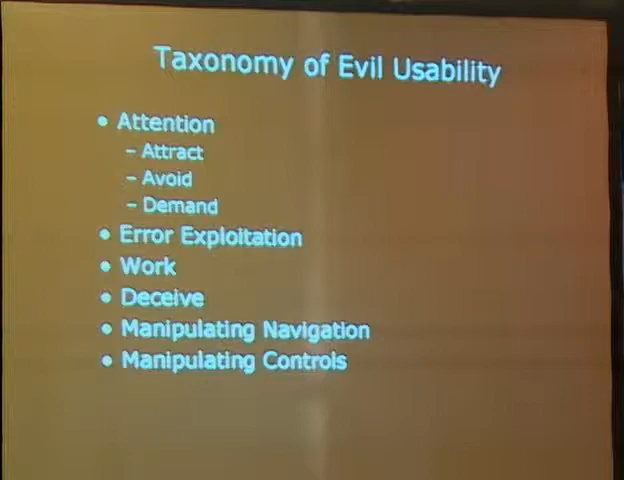 Taxonomy of Evil Usability
• Attention
– Attract
– Avoid
– Demand
• Error Exploitation
• Work
• Deceive
• Manipulating Navigation
• Manipulating Controls